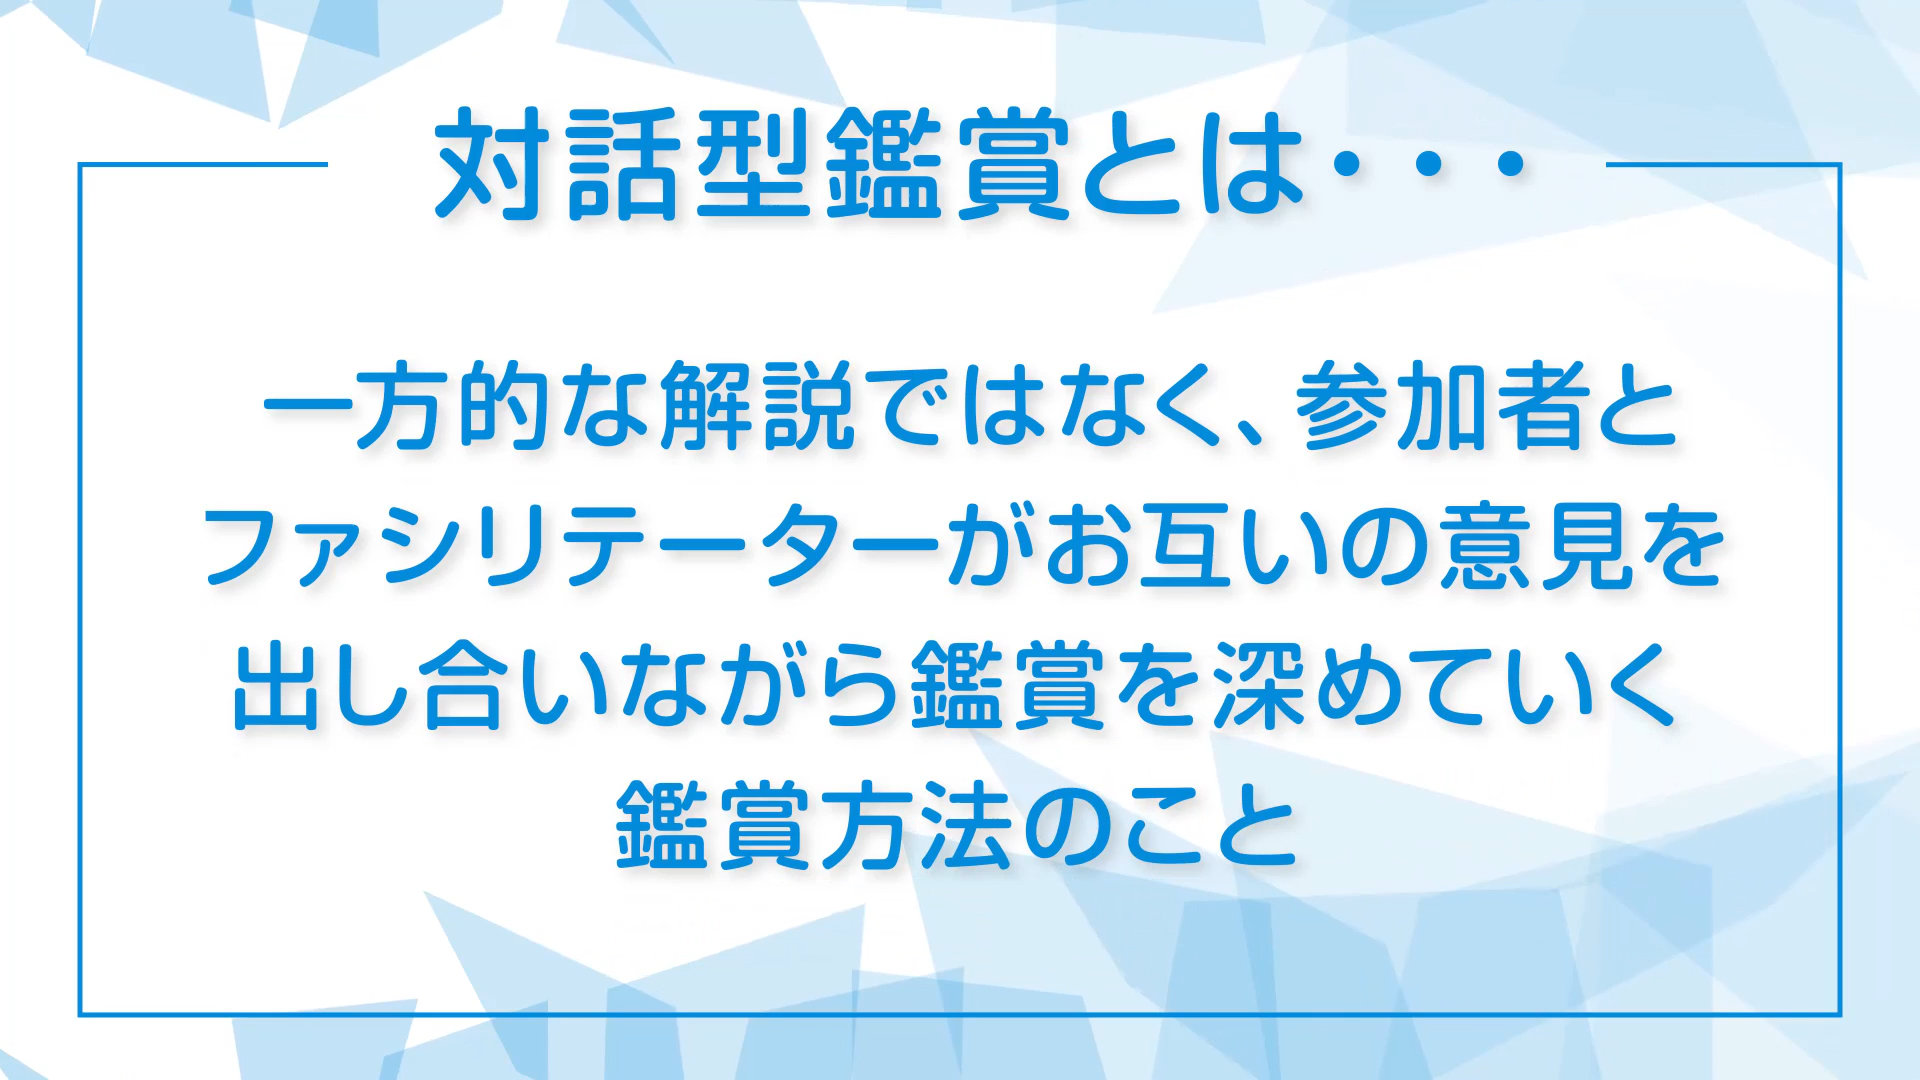 対話型鑑賞とは・・・
一方的な解説ではなく、参加者と
ファシリテーターがお互いの意見を
出し合いながら鑑賞を深めていく
鑑賞方法のこと